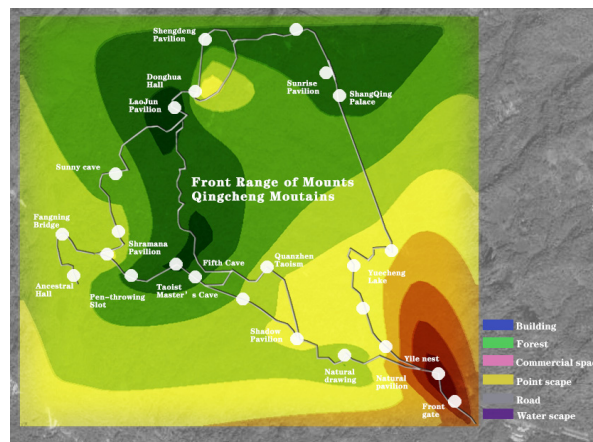 Shengdeng
Pavilion
Donghua
Hall
LaoJun
Pavilion
Sunrise
Pavilion
ShangQing
Palace
Sunny cave
Front Range of Mounts
Qingcheng Moutains
Fangning
Bridge
Shramana
Pavilion
Fifth Cave
Quanzhen
Taoism
Yuecheng
Lake
Ancestral
Hall
Pen-throwing
Slot
Taoist
Master's Cave
Shadow
Pavilion
Natural
drawing
Natural
pavilion
Yile nest
Front
gate
Building
Forest
Commercial spac
Point scape
Road
Water scape